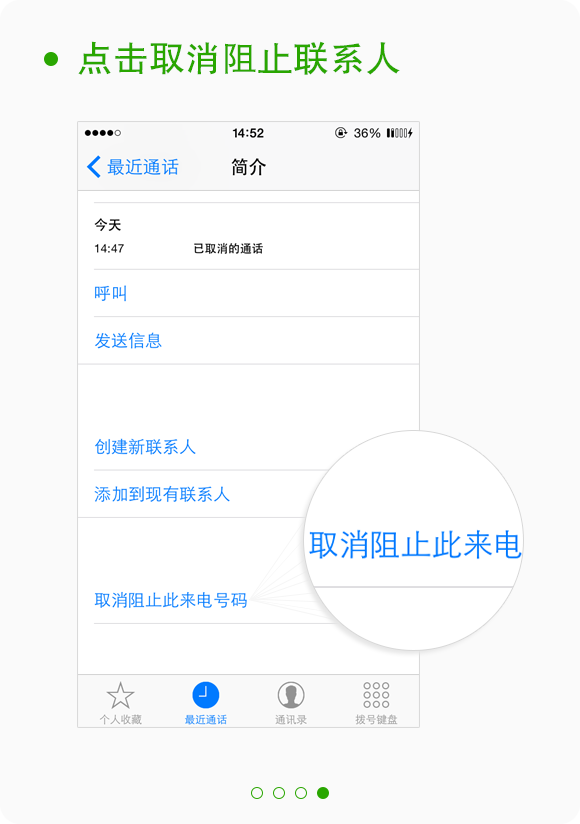 点击取消阻止联系人
14:52
36%
最近通话
简介
今天
14:47 已取消的通话
呼叫
发送信息
创建新联系人
添加到现有联系人
取消阻止此来电
取消阻止此来电号码
个人收藏
最近通话
通讯录
拨号键盘